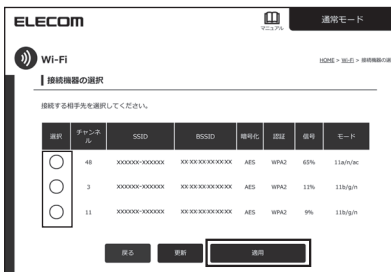 ELECOM
マニュアル
通常モード
Wi-Fi
HOME > Wi-Fi > 接続機器の選択
接続機器の選択
接続する相手先を選択してください。
選択 チャンネル SSID BSSID 暗号化 認証 信号 モード
48 xxxxxx-xxxxxx xx:xx:xx:xx:xx:xx AES WPA2 65% 11a/n/ac
3 xxxxxx-xxxxxx xx:xx:xx:xx:xx:xx AES WPA2 11% 11b/g/n
11 xxxxxx-xxxxxx xx:xx:xx:xx:xx:xx AES WPA2 9% 11b/g/n
戻る 更新 適用